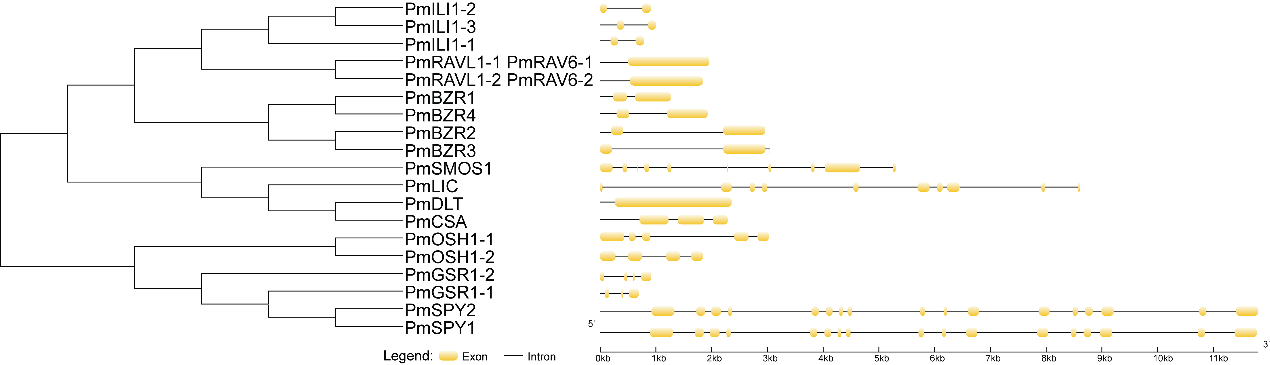 PmILI1-2
PmILI1-3
PmILI1-1
PmRAVL1-1 PmRAV6-1
PmRAVL1-2 PmRAV6-2
PmBZR1
PmBZR4
PmBZR2
PmBZR3
PmSMOS1
PmLIC
PmDLT
PmCSA
PmOSH1-1
PmOSH1-2
PmGSR1-2
PmGSR1-1
PmSPY2
PmSPY1
5'
3'
Legend: Exon Intron
0kb 1kb 2kb 3kb 4kb 5kb 6kb 7kb 8kb 9kb 10kb 11kb